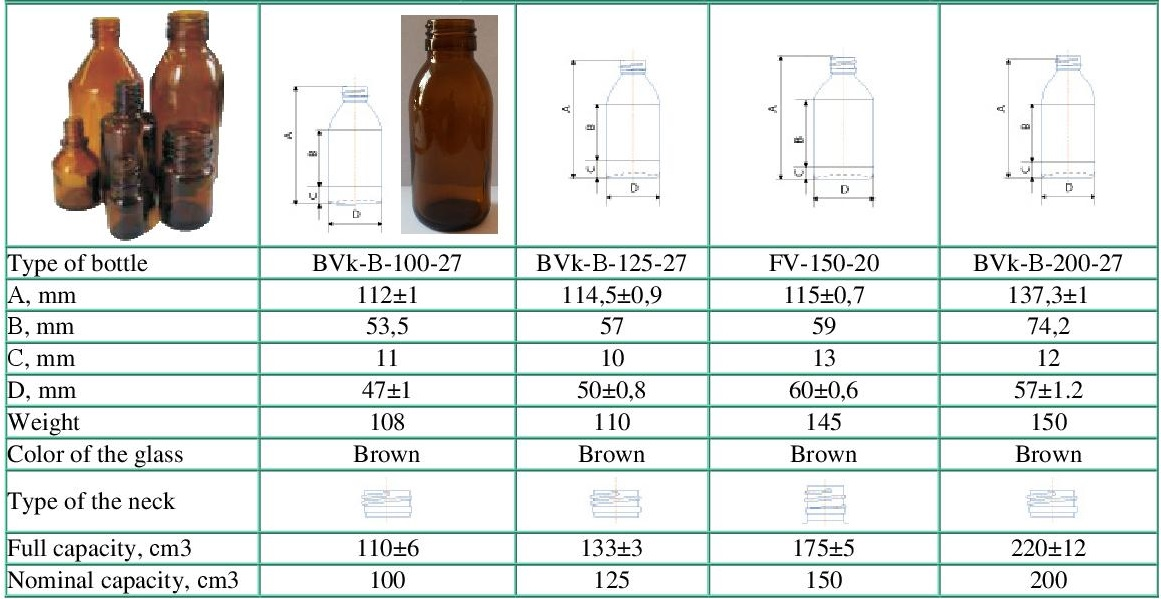 A B C D A B C D A B C D A B C D
Type of bottle BVk-B-100-27 BVk-B-125-27 FV-150-20 BVk-B-200-27
A, mm 112±1 114,5±0,9 115±0,7 137,3±1
B, mm 53,5 57 59 74,2
C, mm 11 10 13 12
D, mm 47±1 50±0,8 60±0,6 57±1.2
Weight 108 110 145 150
Color of the glass Brown Brown Brown Brown
Type of the neck
Full capacity, cm3 110±6 133±3 175±5 220±12
Nominal capacity, cm3 100 125 150 200